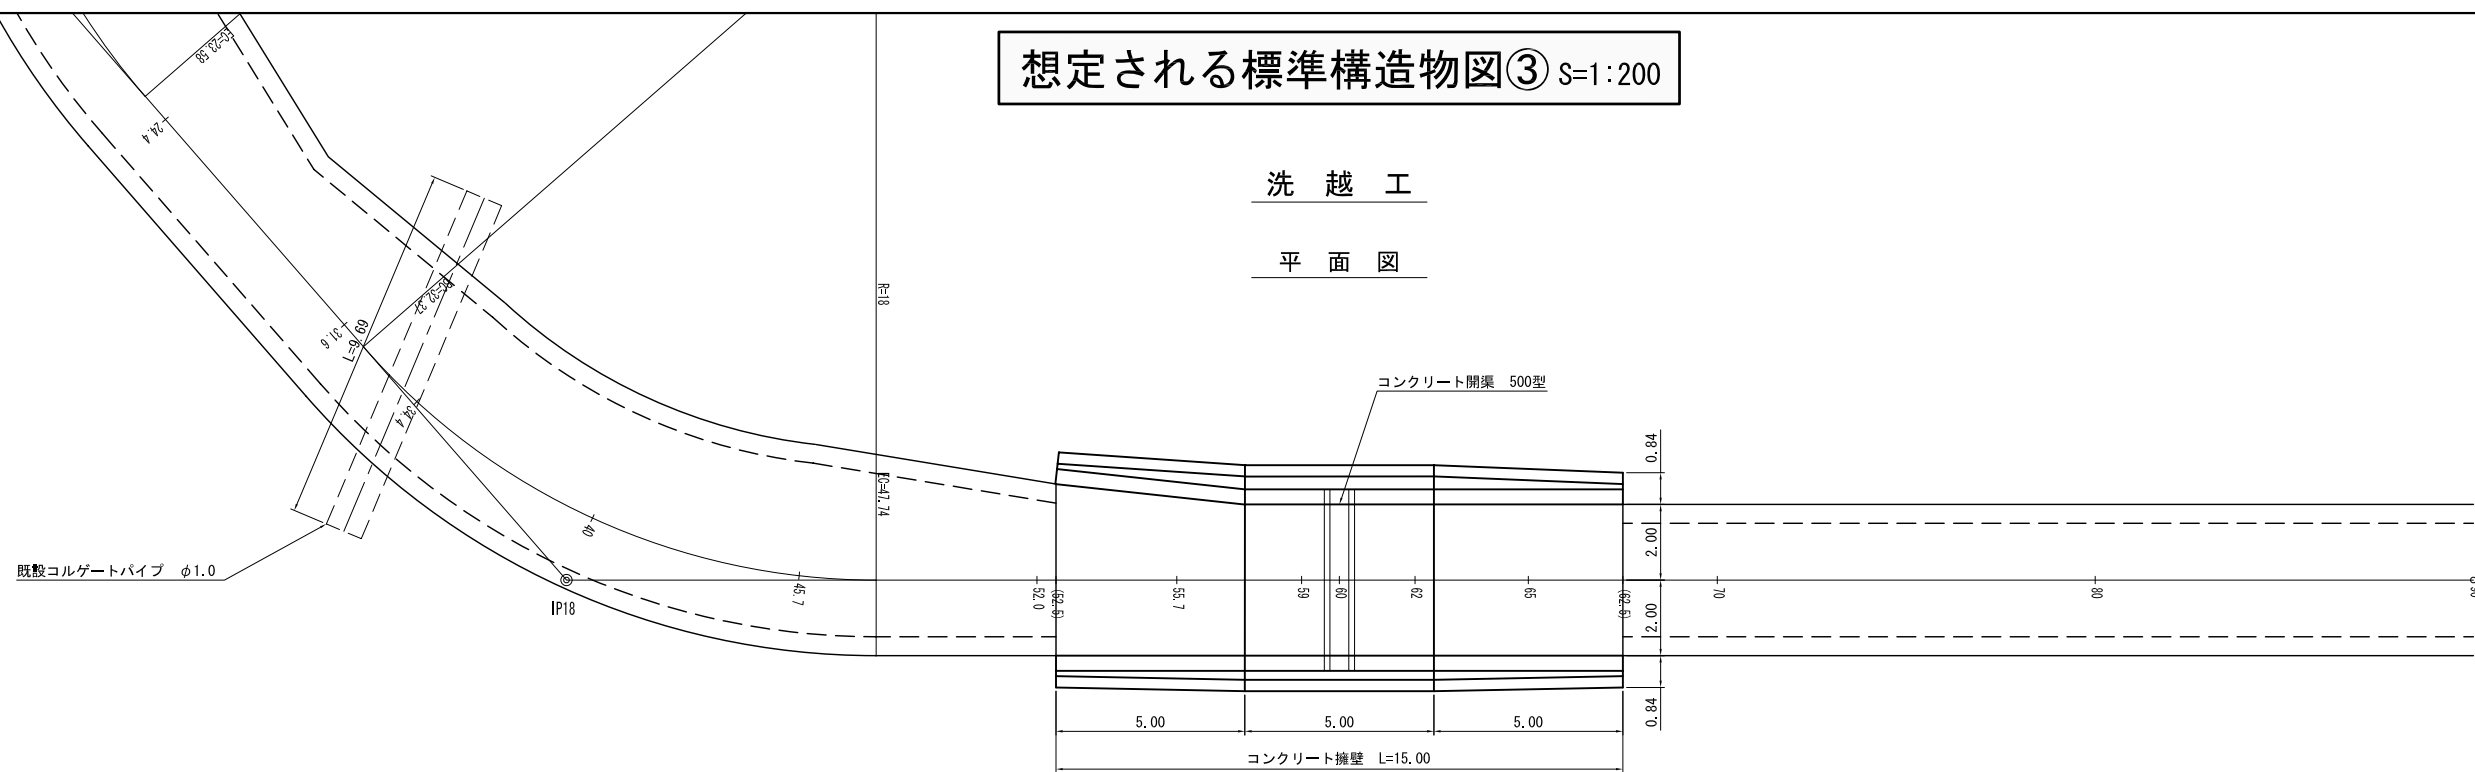 想定される標準構造物図③ S=1:200
洗 越 工
平 面 図
EC=23.58
24.4
BC=32.37
31.6
L=9.69
34.4
R=18
EC=47.74
コンクリート開渠 500型
0.84
2.00
既設コルゲートパイプ φ1.0
IP18
40
45.7
52.0
(52.5)
55.7
59
60
62
65
(62.5)
70
80
2.00
0.84
5.00
5.00
5.00
コンクリート擁壁 L=15.00